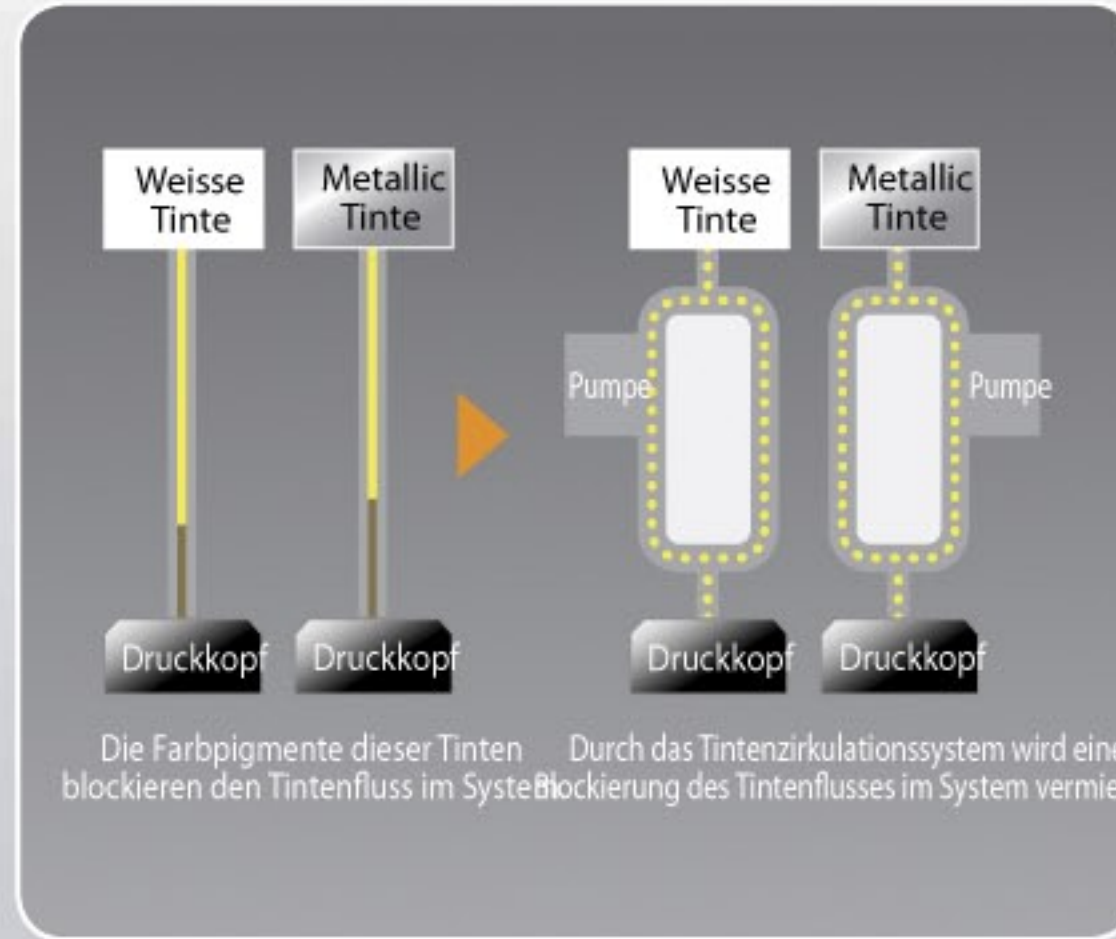 Weisse
Tinte
Metallic
Tinte
Weisse
Tinte
Metallic
Tinte
Pumpe
Pumpe
Druckkopf
Druckkopf
Druckkopf
Druckkopf
Die Farbpigmente dieser Tinten
blockieren den Tintenfluss im System
Durch das Tintenzirkulationssystem wird eine
Blockierung des Tintenflusses im System vermie